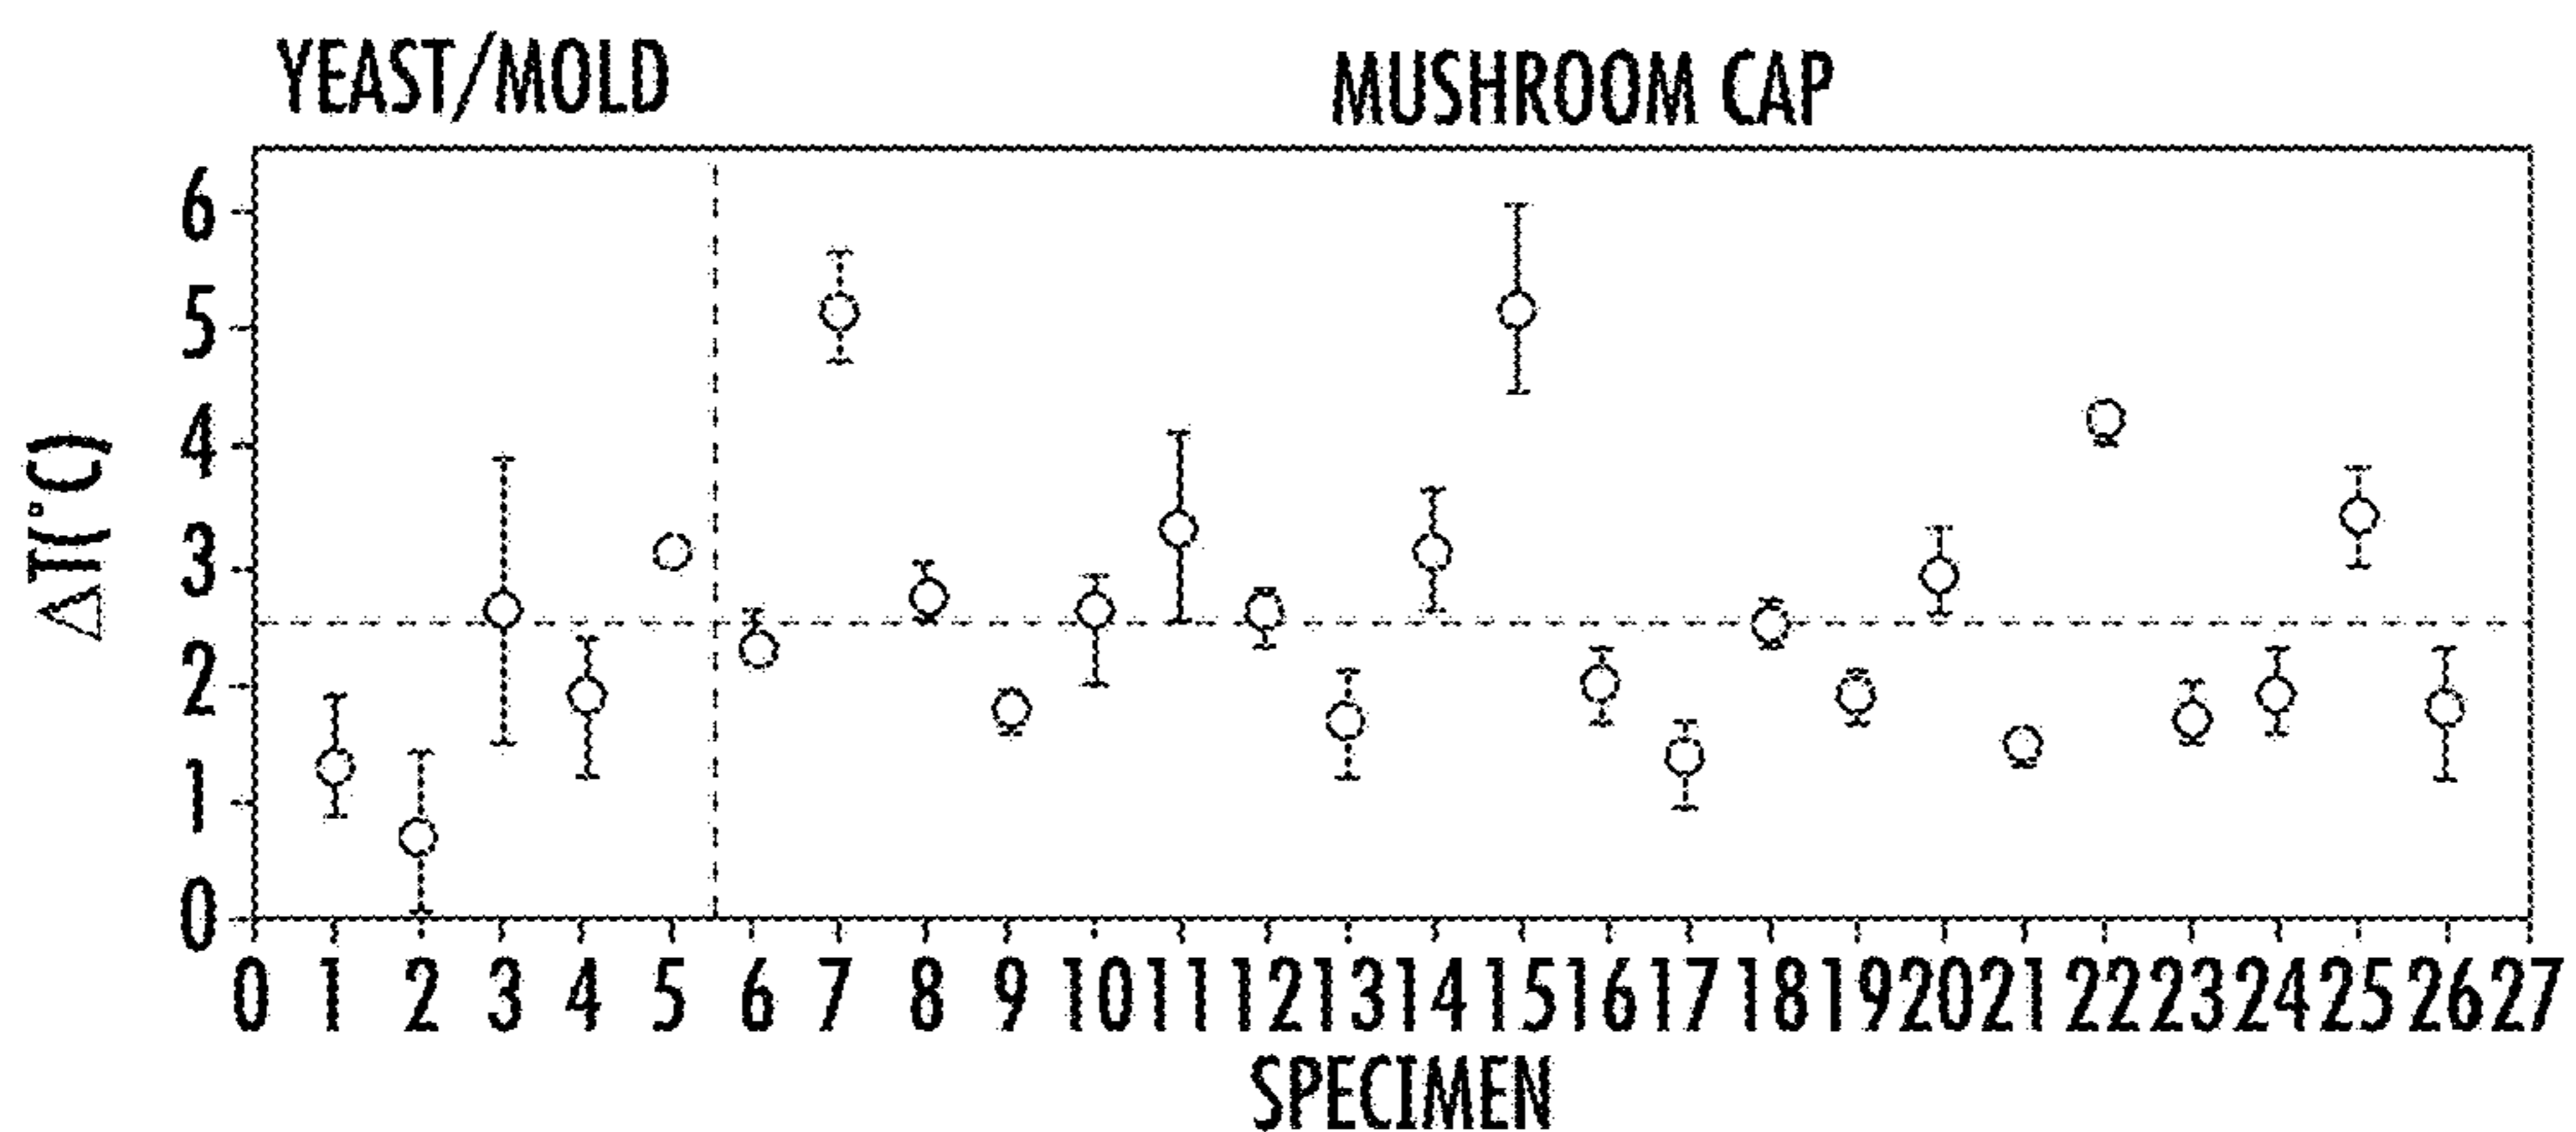 YEAST/MOLD
MUSHROOM CAP
ΔT(°C)
6
5
4
3
2
1
0
0 1 2 3 4 5 6 7 8 9 10 11 12 13 14 15 16 17 18 19 20 21 22 23 24 25 26 27
SPECIMEN